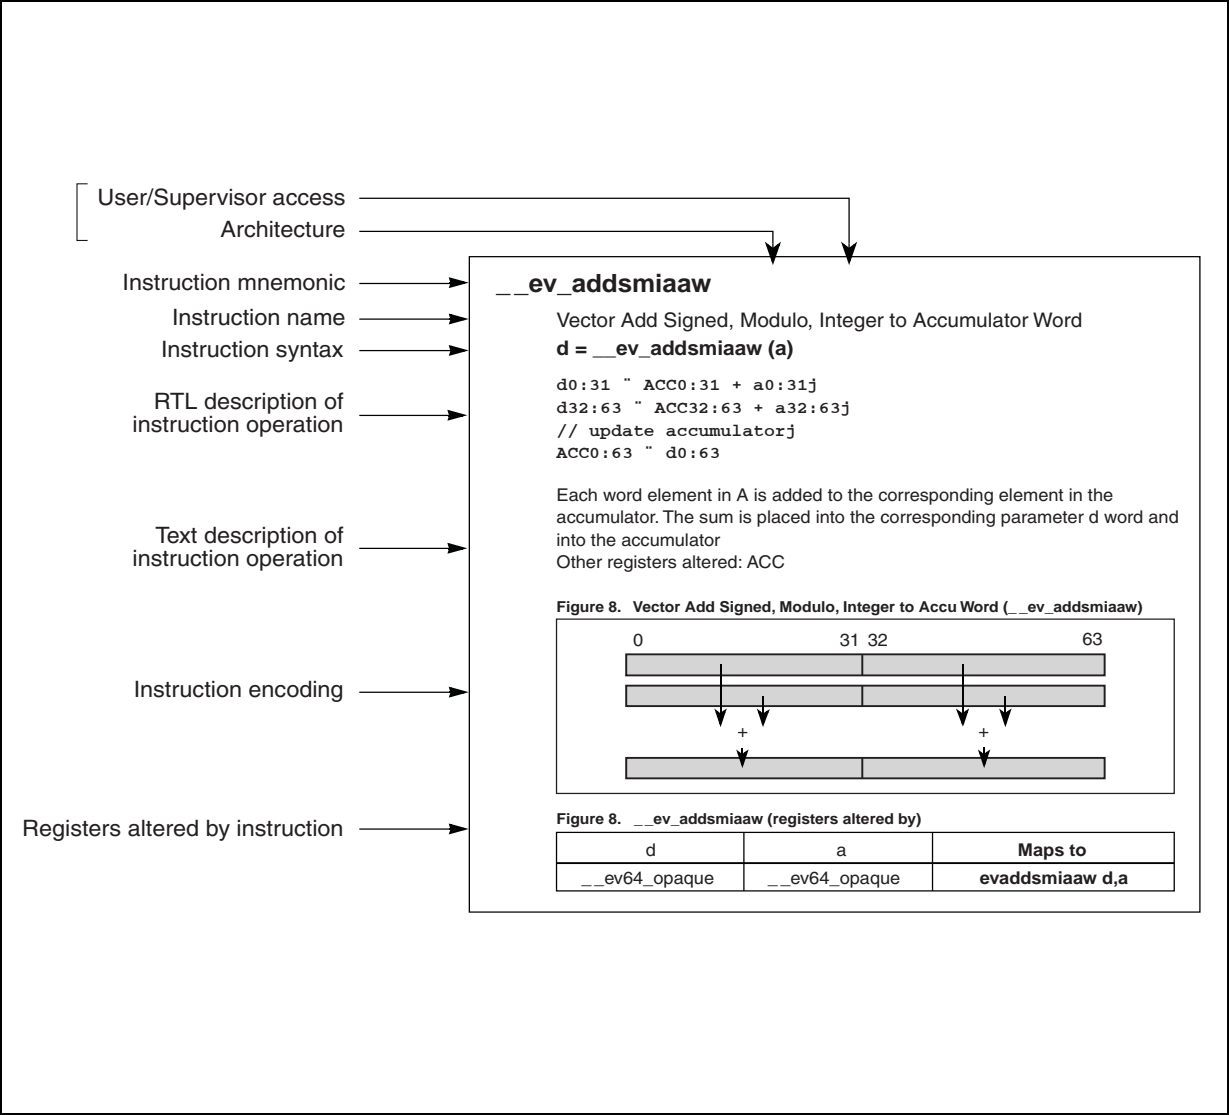 User/Supervisor access
Architecture
Instruction mnemonic
__ev_addsmiaaw
Instruction name
Vector Add Signed, Modulo, Integer to Accumulator Word
Instruction syntax
d = __ev_addsmiaaw (a)
RTL description of
instruction operation
d0:31 ¨ ACC0:31 + a0:31j
d32:63 ¨ ACC32:63 + a32:63j
// update accumulatorj
ACC0:63 ¨ d0:63
Text description of
instruction operation
Each word element in A is added to the corresponding element in the
accumulator. The sum is placed into the corresponding parameter d word and
into the accumulator
Other registers altered: ACC
Figure 8. Vector Add Signed, Modulo, Integer to Accu Word (__ev_addsmiaaw)
0 31 32 63
Instruction encoding
+ +
Registers altered by instruction
Figure 8. __ev_addsmiaaw (registers altered by)
d a Maps to
__ev64_opaque __ev64_opaque evaddsmiaaw d,a